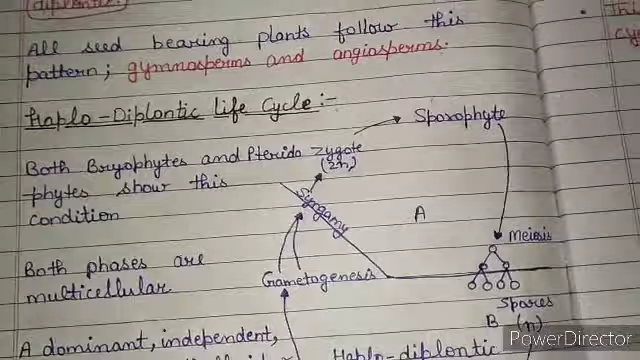 diplontic.
All seed bearing plants follow this
pattern; gymnosperms and angiosperms.
Haplo-Diplontic life Cycle:-
Sporophyte
Both Bryophytes and Pterido
phytes show this
condition
Zygote
(2n)
Syngamy
A
Meiosis
Both phases are
multicellular
Gametogenesis
Spores
B (n)
A dominant, independent,
Haplo-diplontic
PowerDirector